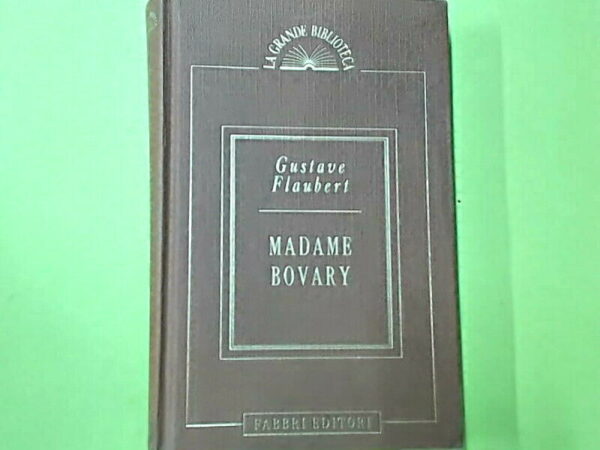 LA GRANDE BIBLIOTECA
Gustave
Flaubert
MADAME
BOVARY
FABBRI EDITORI